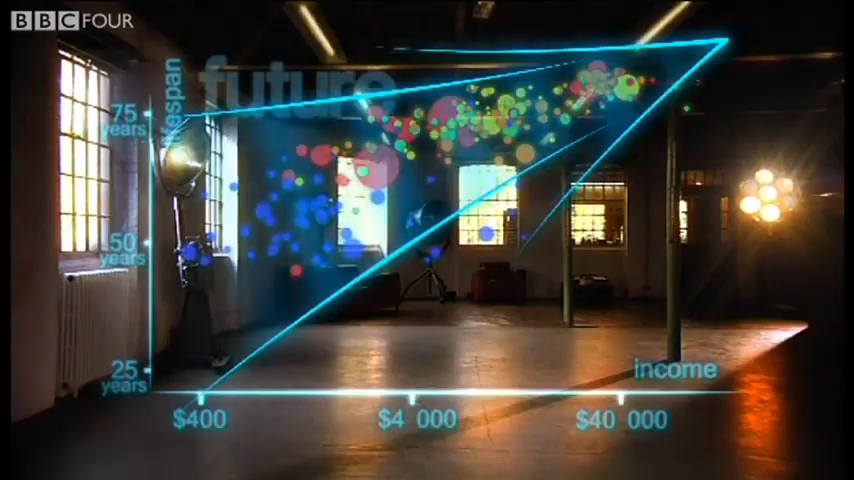 BBC FOUR
future
lifespan
75
years
50
years
25
years
income
$400
$4 000
$40 000